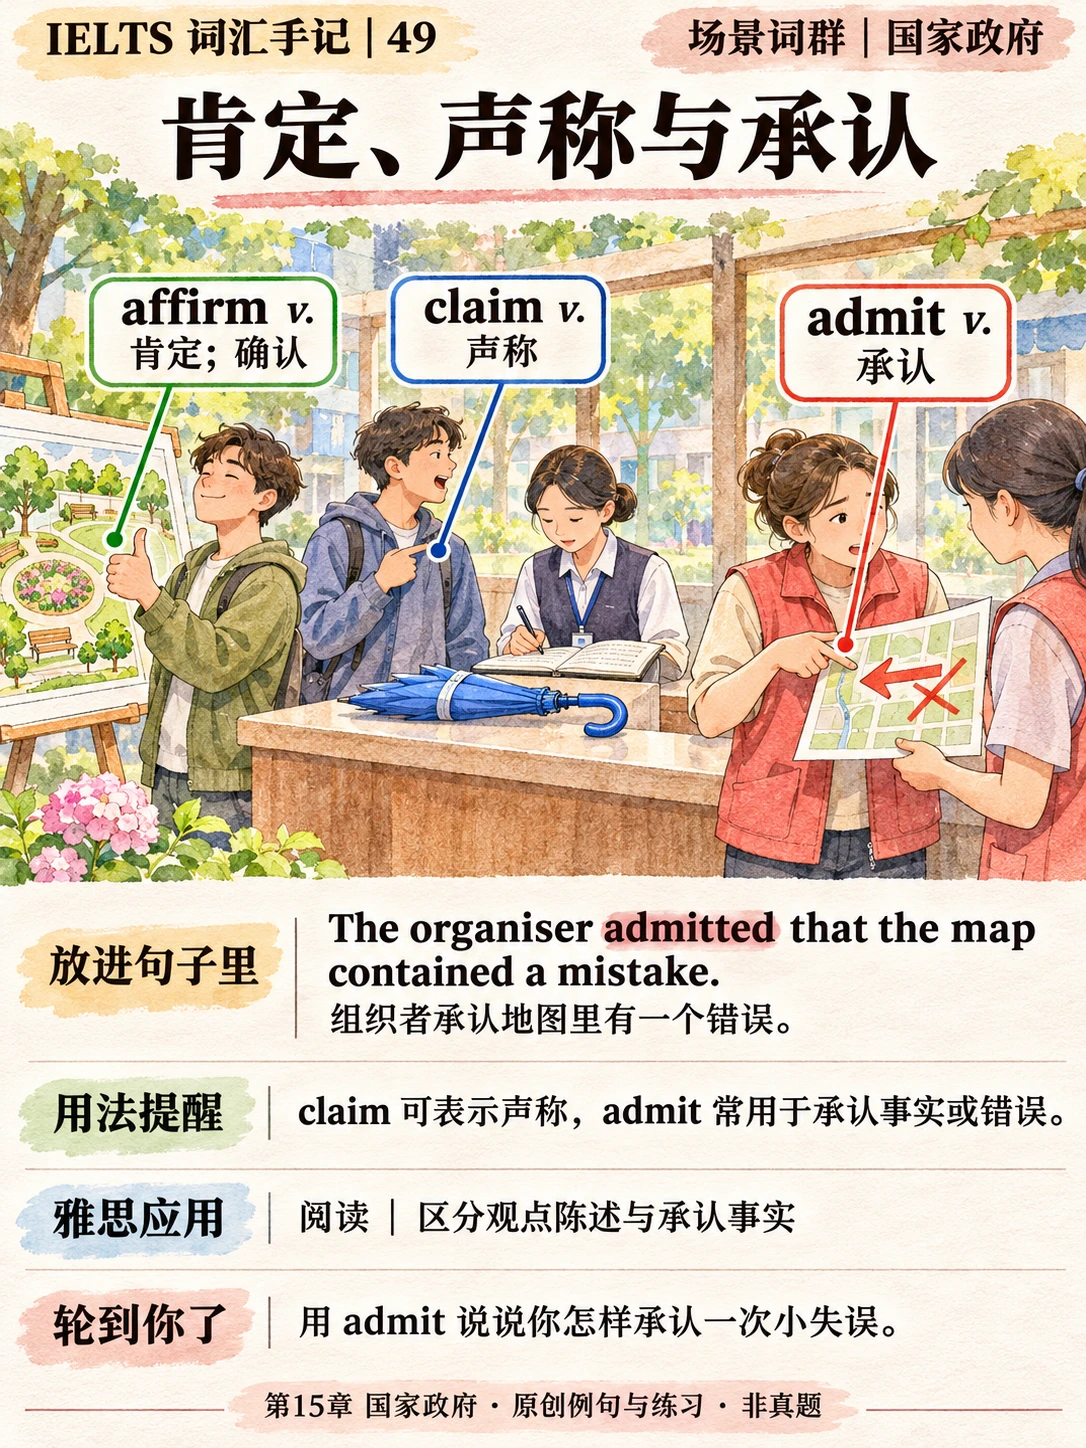 IELTS 词汇手记 | 49
场景词群 | 国家政府
肯定、声称与承认
affirm v.
肯定；确认
claim v.
声称
admit v.
承认
放进句子里
The organiser admitted that the map
contained a mistake.
组织者承认地图里有一个错误。
用法提醒
claim 可表示声称，admit 常用于承认事实或错误。
雅思应用
阅读 | 区分观点陈述与承认事实
轮到你了
用 admit 说说你怎样承认一次小失误。
第15章 国家政府 · 原创例句与练习 · 非真题